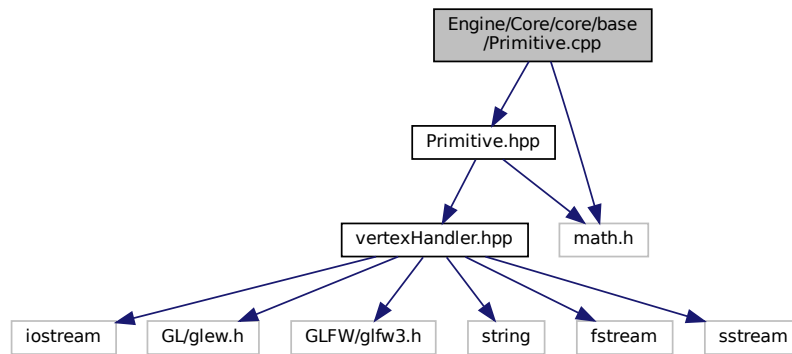 Engine/Core/core/base
/Primitive.cpp
Primitive.hpp
vertexHandler.hpp
math.h
iostream
GL/glew.h
GLFW/glfw3.h
string
fstream
sstream